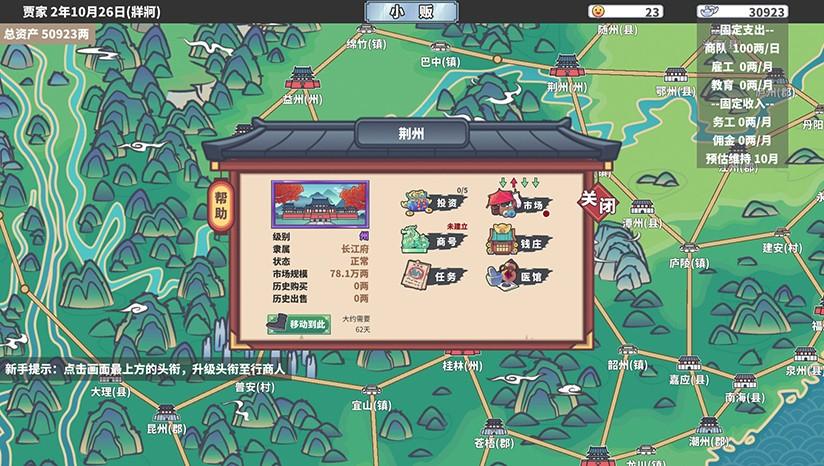 贾家 2年10月26日(牂牁)
小 贩
23
30923
总资产 50923两
--固定支出--
商队 100两/日
雇工 0两/月
教育 0两/月
--固定收入--
务工 0两/月
佣金 0两/月
预估维持 10月
绵竹(镇)
巴中(镇)
随州(县)
荆州(州)
鄂州(县)
益州(州)
丹阳
荆州
帮助
关闭
级别 州
隶属 长江府
状态 正常
市场规模 78.1万两
历史购买 0两
历史出售 0两
移动到此
大约需要
62天
0/5
投资
市场
未建立
商号
钱庄
任务
医馆
潭州(县)
建安(村)
庐陵(镇)
新手提示：点击画面最上方的头衔，升级头衔至行商人
大理(县)
普安(村)
昆州(郡)
桂林(州)
宜山(镇)
苍梧(郡)
韶州(镇)
嘉应(县)
南海(县)
泉州(县)
潮州(郡)
龙川(镇)